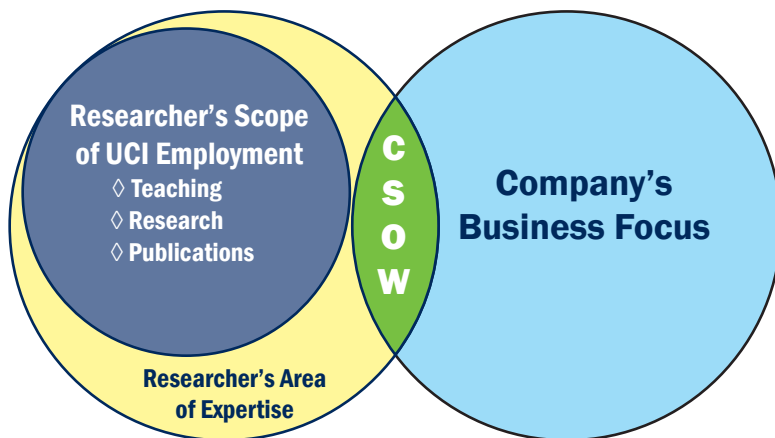 Researcher's Scope
of UCI Employment
◊ Teaching
◊ Research
◊ Publications
C
S
O
W
Company's
Business Focus
Researcher's Area
of Expertise